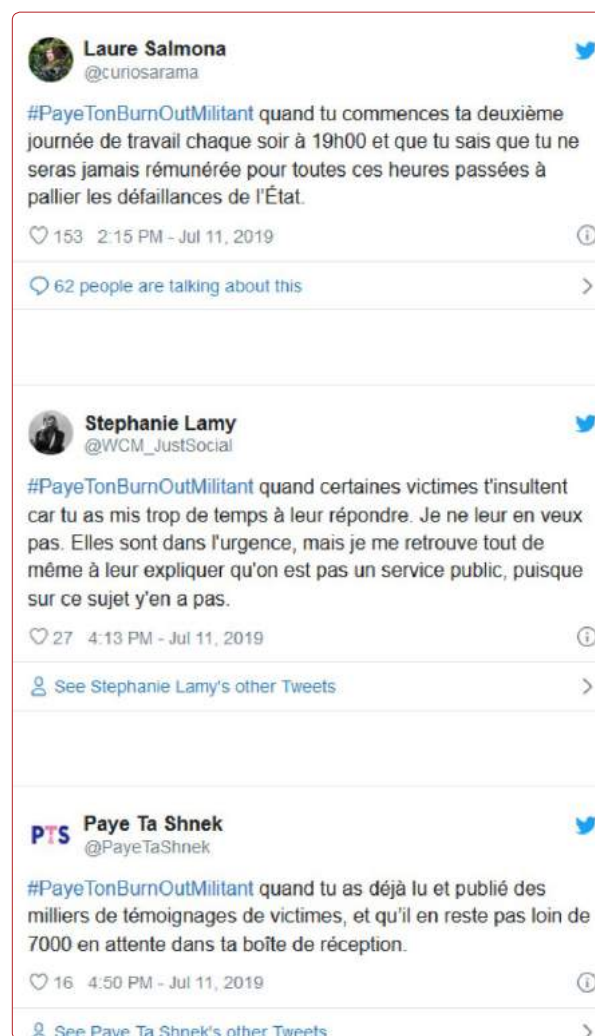 Laure Salmona
@curiosarama
#PayeTonBurnOutMilitant quand tu commences ta deuxième
journée de travail chaque soir à 19h00 et que tu sais que tu ne
seras jamais rémunérée pour toutes ces heures passées à
pallier les défaillances de l'État.
153 2:15 PM - Jul 11, 2019
62 people are talking about this
Stephanie Lamy
@WCM_JustSocial
#PayeTonBurnOutMilitant quand certaines victimes t'insultent
car tu as mis trop de temps à leur répondre. Je ne leur en veux
pas. Elles sont dans l'urgence, mais je me retrouve tout de
même à leur expliquer qu'on est pas un service public, puisque
sur ce sujet y'en a pas.
27 4:13 PM - Jul 11, 2019
See Stephanie Lamy's other Tweets
PTS
Paye Ta Shnek
@PayeTaShnek
#PayeTonBurnOutMilitant quand tu as déjà lu et publié des
milliers de témoignages de victimes, et qu'il en reste pas loin de
7000 en attente dans ta boîte de réception.
16 4:50 PM - Jul 11, 2019
See Paye Ta Shnek's other Tweets